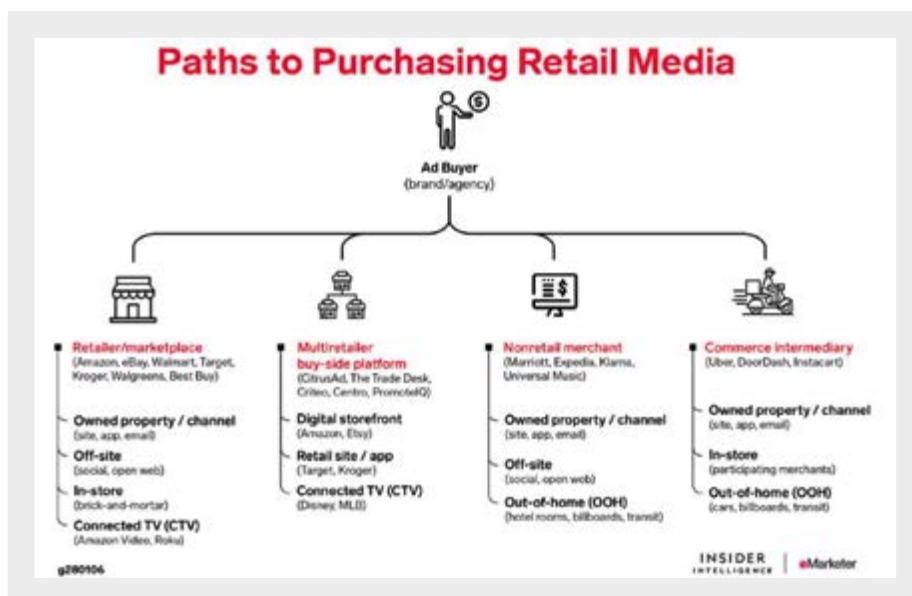 Paths to Purchasing Retail Media
Ad Buyer
(brand/agency)
Retailer/marketplace
(Amazon, eBay, Walmart, Target,
Kroger, Walgreens, Best Buy)
Owned property / channel
(site, app, email)
Off-site
(social, open web)
In-store
(brick-and-mortar)
Connected TV (CTV)
(Amazon Video, Roku)
Multiretailer
buy-side platform
(CitrusAd, The Trade Desk,
Criteo, Centro, PromoteIQ)
Digital storefront
(Amazon, Etsy)
Retail site / app
(Target, Kroger)
Connected TV (CTV)
(Disney, MLB)
Nonretail merchant
(Marriott, Expedia, Klarna,
Universal Music)
Owned property / channel
(site, app, email)
Off-site
(social, open web)
Out-of-home (OOH)
(hotel rooms, billboards, transit)
Commerce intermediary
(Uber, DoorDash, Instacart)
Owned property / channel
(site, app, email)
In-store
(participating merchants)
Out-of-home (OOH)
(cars, billboards, transit)
g280106
INSIDER
INTELLIGENCE
eMarketer